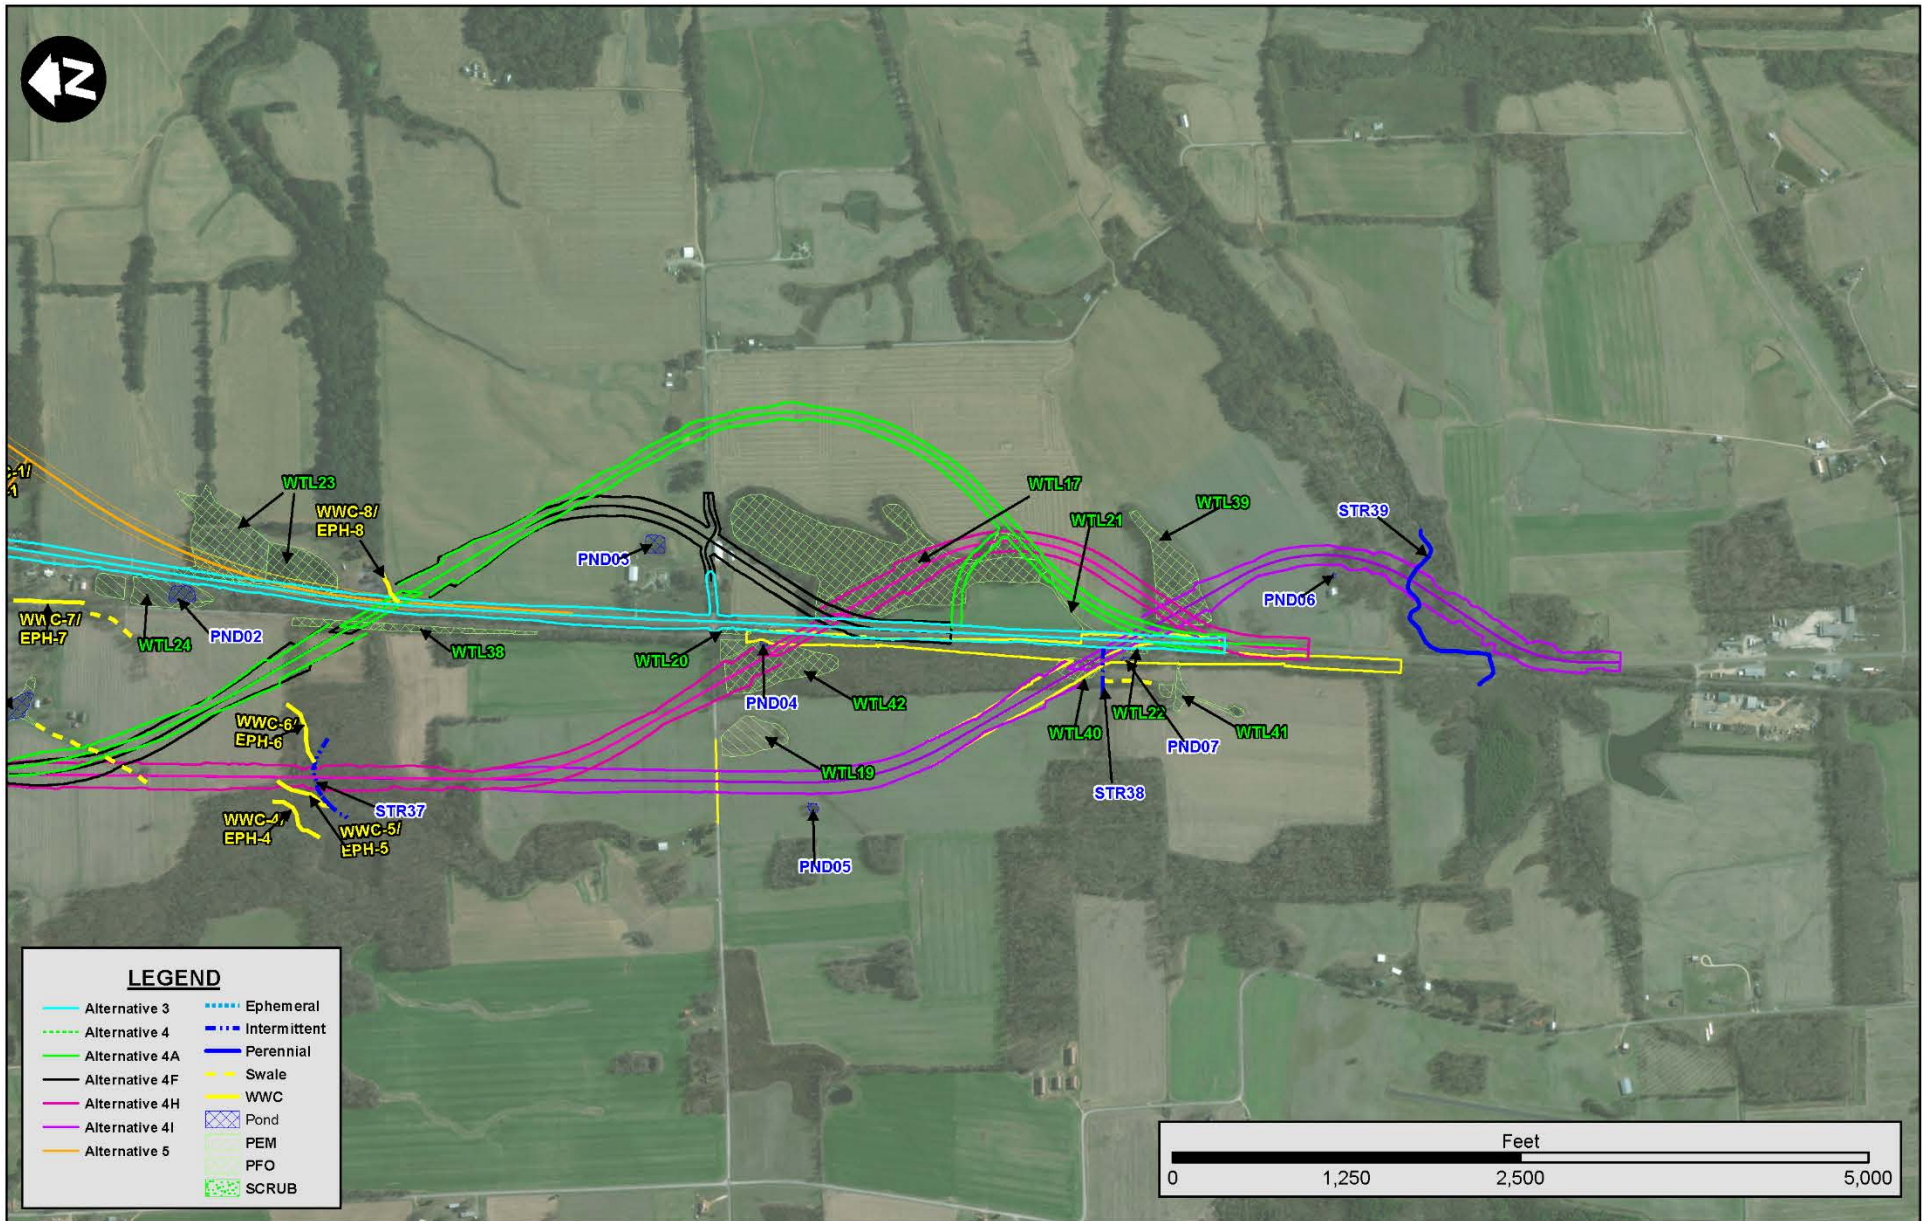 N
WTL23
WWC-8/
EPH-8
WTL17
WTL39
STR39
WTL21
PND03
PND06
WWC-7/
EPH-7
WTL24
PND02
WTL38
WTL20
PND04
WTL42
WTL40
WTL22
PND07
WTL41
WWC-6/
EPH-6
WTL19
STR38
STR37
WWC-4/
EPH-4
WWC-5/
EPH-5
PND05
LEGEND
Alternative 3
Alternative 4
Alternative 4A
Alternative 4F
Alternative 4H
Alternative 4I
Alternative 5
Ephemeral
Intermittent
Perennial
Swale
WWC
Pond
PEM
PFO
SCRUB
Feet
0 1,250 2,500 5,000